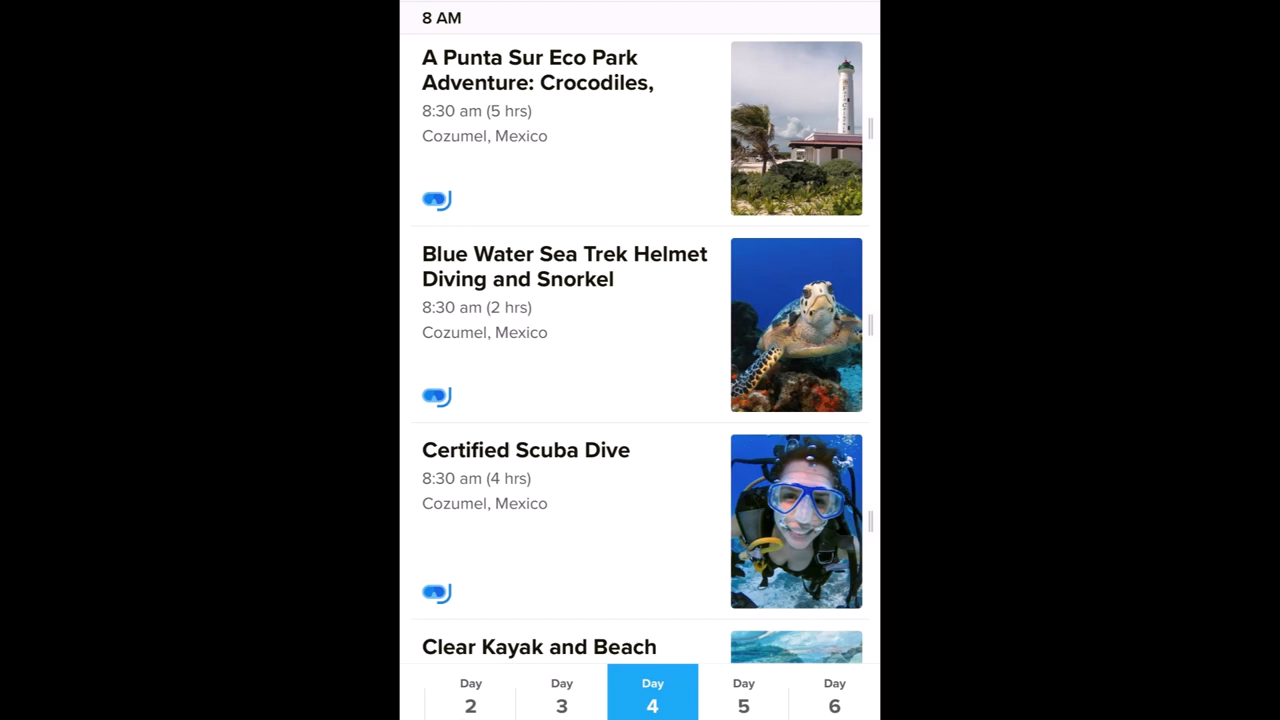 8 AM
A Punta Sur Eco Park
Adventure: Crocodiles,
8:30 am (5 hrs)
Cozumel, Mexico
Blue Water Sea Trek Helmet
Diving and Snorkel
8:30 am (2 hrs)
Cozumel, Mexico
Certified Scuba Dive
8:30 am (4 hrs)
Cozumel, Mexico
Clear Kayak and Beach
Day Day Day Day Day
2 3 4 5 6